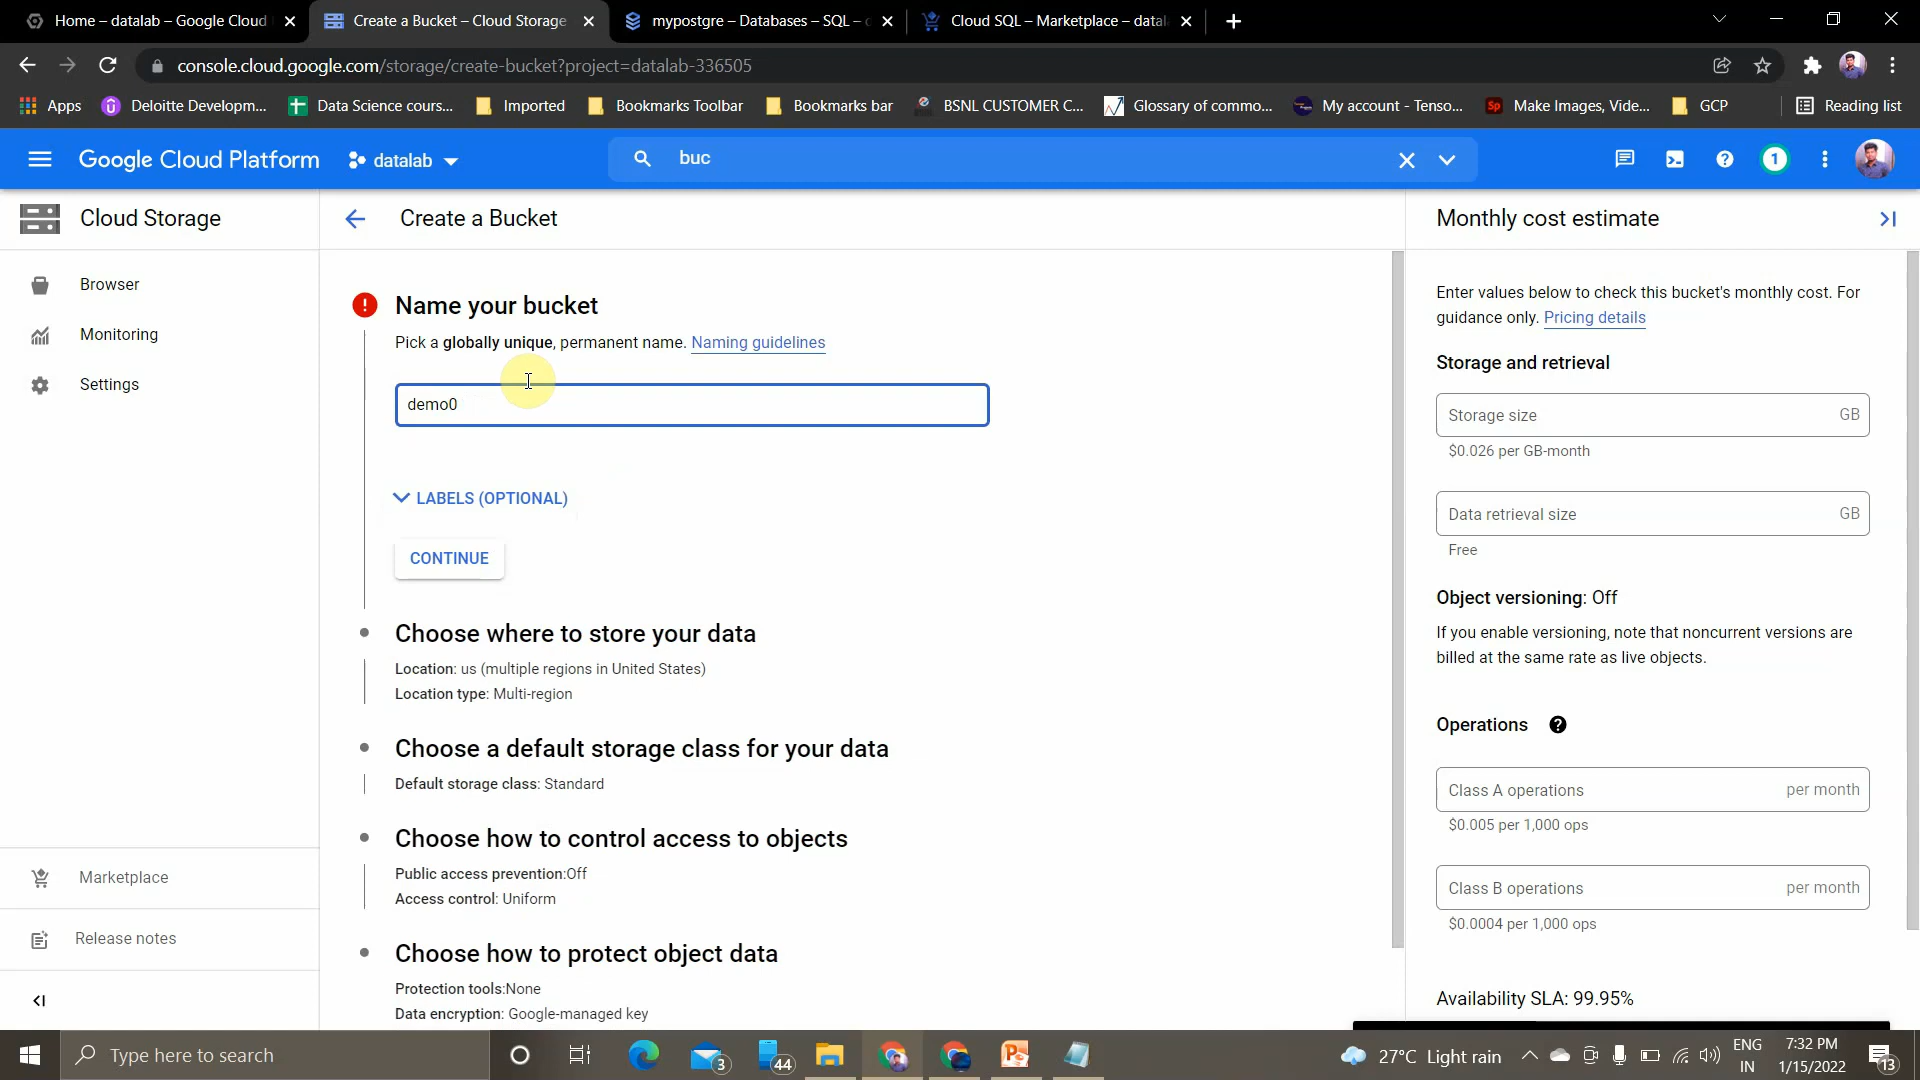 Home – datalab – Google Cloud
Create a Bucket – Cloud Storage
mypostgre – Databases – SQL –
Cloud SQL – Marketplace – data
console.cloud.google.com/storage/create-bucket?project=datalab-336505
Apps
Deloitte Developm...
Data Science cours...
Imported
Bookmarks Toolbar
Bookmarks bar
BSNL CUSTOMER C...
Glossary of commo...
My account - Tenso...
Sp
Make Images, Vide...
GCP
Reading list
Google Cloud Platform
datalab
buc
1
Cloud Storage
Browser
Monitoring
Settings
Marketplace
Release notes
Create a Bucket
Name your bucket
Pick a globally unique, permanent name. Naming guidelines
demo0
LABELS (OPTIONAL)
CONTINUE
Choose where to store your data
Location: us (multiple regions in United States)
Location type: Multi-region
Choose a default storage class for your data
Default storage class: Standard
Choose how to control access to objects
Public access prevention:Off
Access control: Uniform
Choose how to protect object data
Protection tools:None
Data encryption: Google-managed key
Monthly cost estimate
Enter values below to check this bucket's monthly cost. For
guidance only. Pricing details
Storage and retrieval
Storage size GB
$0.026 per GB-month
Data retrieval size GB
Free
Object versioning: Off
If you enable versioning, note that noncurrent versions are
billed at the same rate as live objects.
Operations
Class A operations per month
$0.005 per 1,000 ops
Class B operations per month
$0.0004 per 1,000 ops
Availability SLA: 99.95%
Type here to search
3
44
27°C Light rain
ENG
IN
7:32 PM
1/15/2022
13